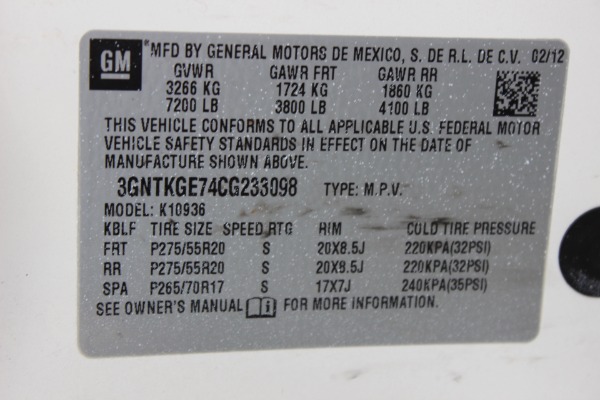 GM
MFD BY GENERAL MOTORS DE MEXICO, S. DE R.L. DE C.V. 02/12
GVWR GAWR FRT GAWR RR
3266 KG 1724 KG 1860 KG
7200 LB 3800 LB 4100 LB
THIS VEHICLE CONFORMS TO ALL APPLICABLE U.S. FEDERAL MOTOR
VEHICLE SAFETY STANDARDS IN EFFECT ON THE DATE OF
MANUFACTURE SHOWN ABOVE.
3GNTKGE74CG233098 TYPE: M.P.V.
MODEL: K10936
KBLF TIRE SIZE SPEED RTG RIM COLD TIRE PRESSURE
FRT P275/55R20 S 20X8.5J 220KPA(32PSI)
RR P275/55R20 S 20X8.5J 220KPA(32PSI)
SPA P265/70R17 S 17X7J 240KPA(35PSI)
SEE OWNER'S MANUAL i FOR MORE INFORMATION.